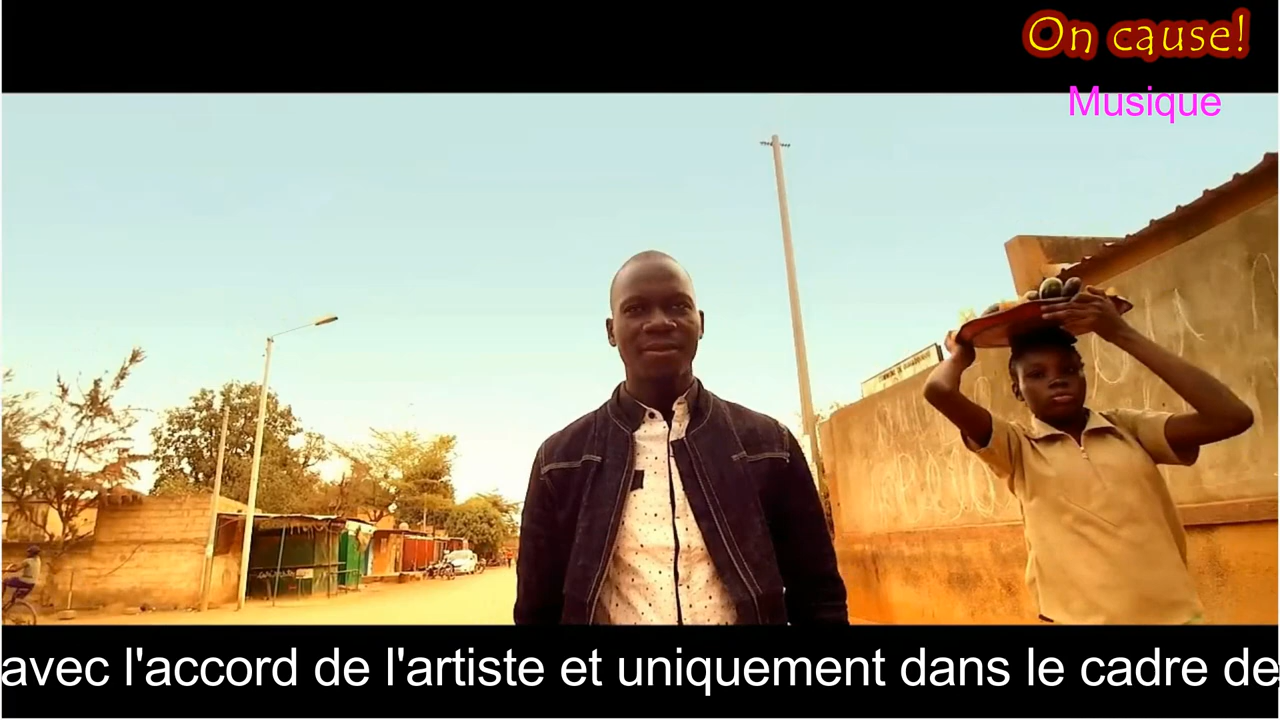 On cause!
Musique
avec l'accord de l'artiste et uniquement dans le cadre de